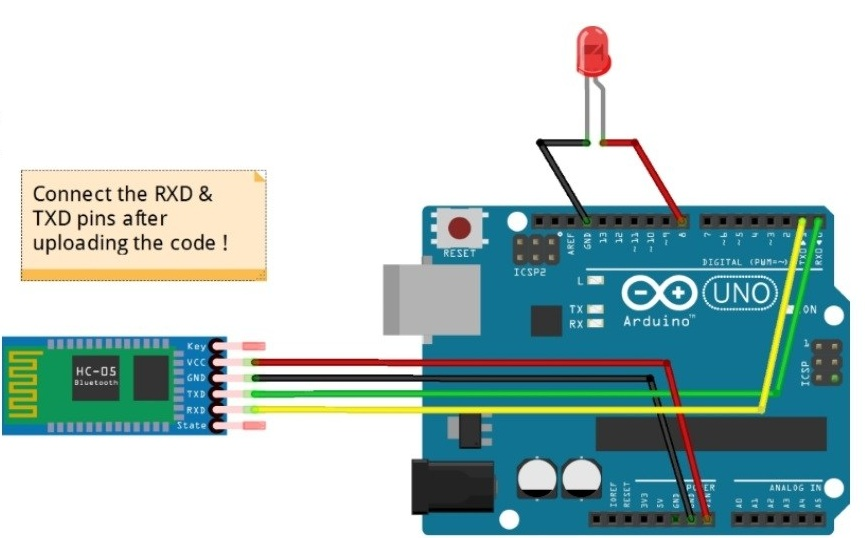 Connect the RXD &
TXD pins after
uploading the code !
RESET
ICSP2
AREF
GND
13
12
~11
~10
~9
8
7
~6
~5
4
~3
2
TXD▶1
RXD◀0
DIGITAL (PWM=~)
L
TX
RX
UNO
Arduino™
ON
1
ICSP
HC-05
Bluetooth
Key
VCC
GND
TXD
RXD
State
IOREF
RESET
3V3
5V
GND
GND
VIN
POWER
ANALOG IN
A0
A1
A2
A3
A4
A5